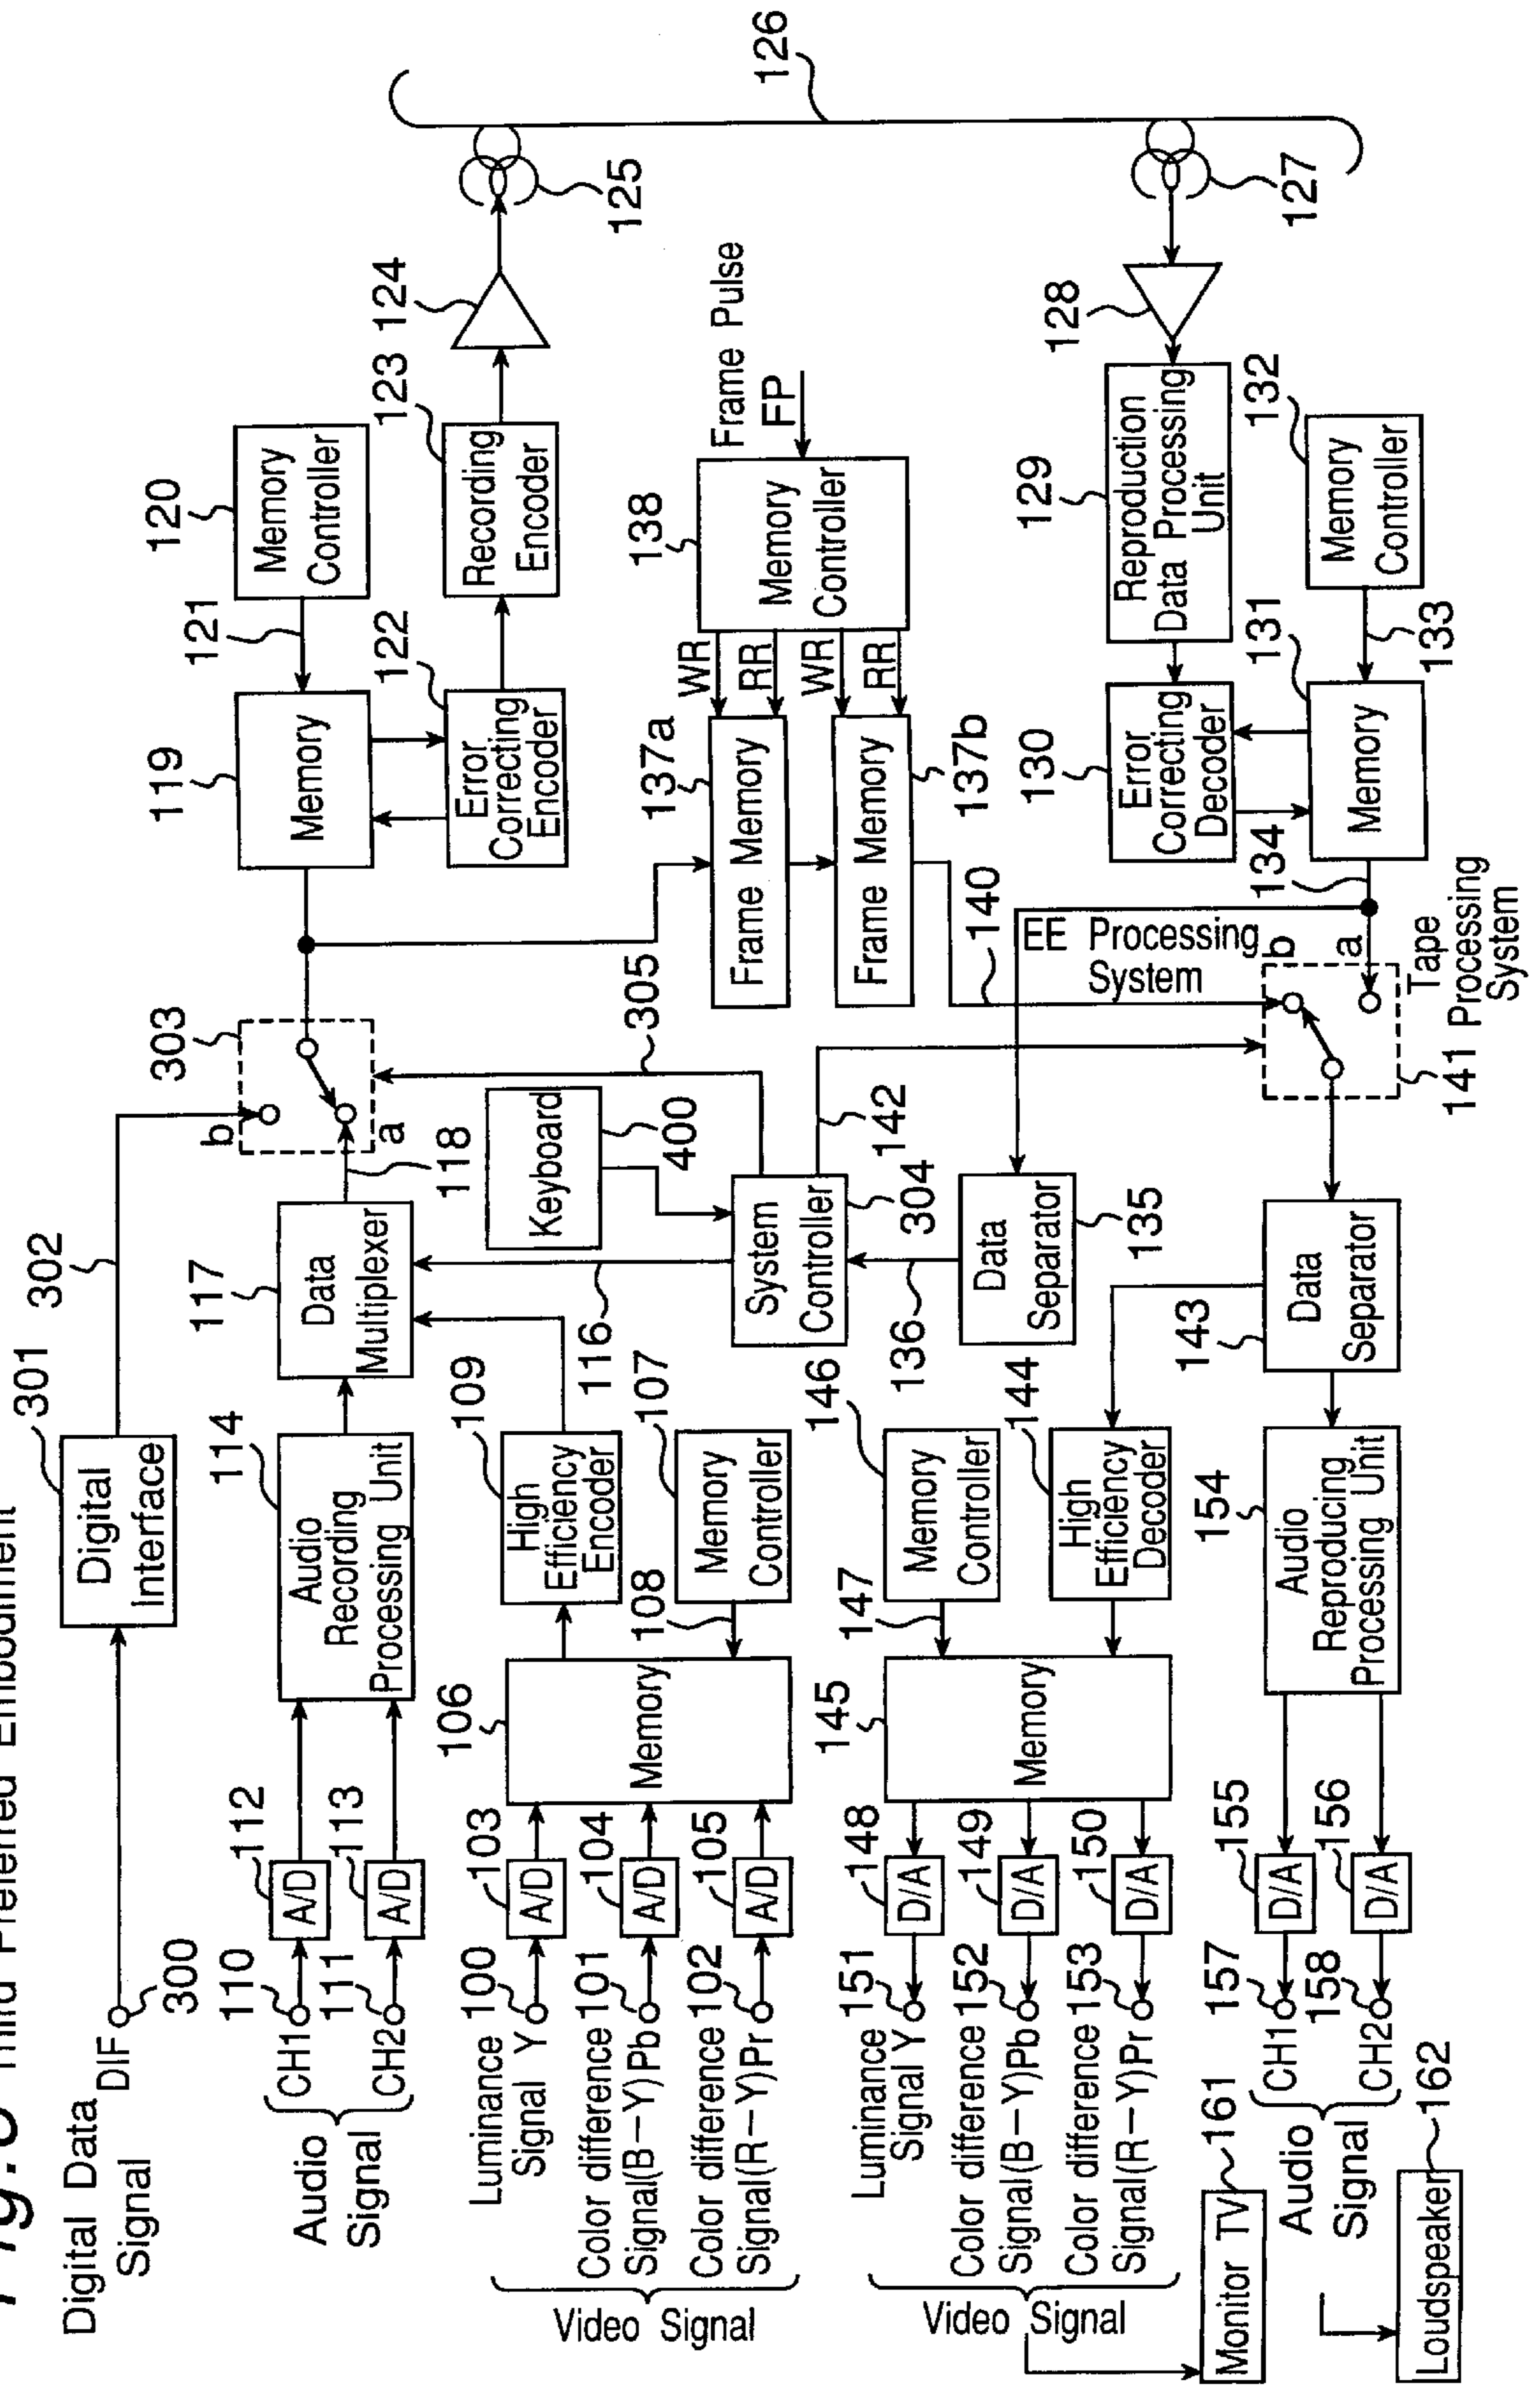 Third Preferred Embodiment
Digital Data
Signal
DIF
300
301
Digital
Interface
302
Audio
Signal
CH1
CH2
110
111
112
113
A/D
A/D
114
Audio
Recording
Processing Unit
117
Data
Multiplexer
118
303
b
a
119
Memory
120
Memory
Controller
121
122
Error
Correcting
Encoder
123
Recording
Encoder
124
125
126
Video Signal
Luminance
Signal Y
100
Color difference
Signal(B-Y)Pb
101
Color difference
Signal(R-Y)Pr
102
103
A/D
104
A/D
105
A/D
106
Memory
107
Memory
Controller
108
109
High
Efficiency
Encoder
116
Keyboard
400
305
System
Controller
304
142
136
Data
Separator
135
137a
Frame Memory
137b
Frame Memory
WR
RR
WR
RR
138
Memory
Controller
Frame Pulse
FP
140
EE Processing
System
127
128
129
Reproduction
Data Processing
Unit
130
Error
Correcting
Decoder
131
Memory
132
Memory
Controller
133
134
b
a
141
Tape
Processing
System
143
Data
Separator
144
High
Efficiency
Decoder
145
Memory
146
Memory
Controller
147
148
D/A
149
D/A
150
D/A
Luminance
Signal Y
151
Color difference
Signal(B-Y)Pb
152
Color difference
Signal(R-Y)Pr
153
Video Signal
Monitor TV
161
154
Audio
Reproducing
Processing Unit
155
D/A
156
D/A
157
158
CH1
CH2
Audio
Signal
Loudspeaker
162